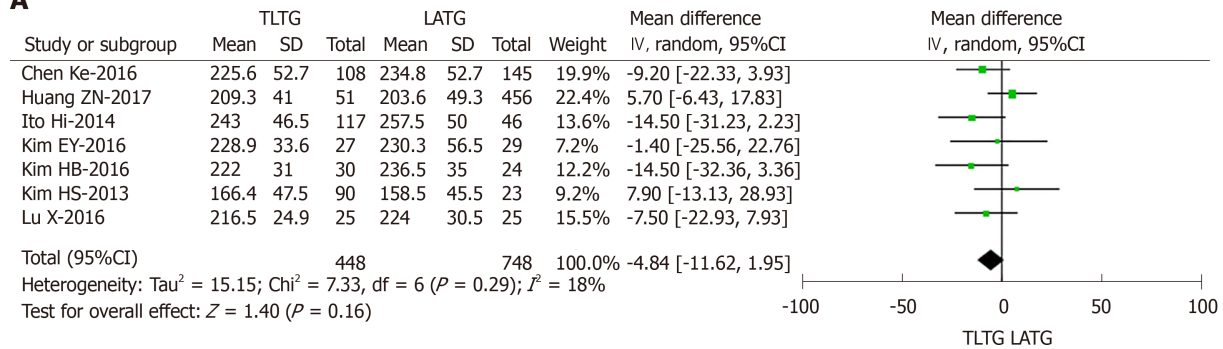 A
TLTG LATG Mean difference Mean difference
Study or subgroup Mean SD Total Mean SD Total Weight IV, random, 95%CI IV, random, 95%CI
Chen Ke-2016 225.6 52.7 108 234.8 52.7 145 19.9% -9.20 [-22.33, 3.93]
Huang ZN-2017 209.3 41 51 203.6 49.3 456 22.4% 5.70 [-6.43, 17.83]
Ito Hi-2014 243 46.5 117 257.5 50 46 13.6% -14.50 [-31.23, 2.23]
Kim EY-2016 228.9 33.6 27 230.3 56.5 29 7.2% -1.40 [-25.56, 22.76]
Kim HB-2016 222 31 30 236.5 35 24 12.2% -14.50 [-32.36, 3.36]
Kim HS-2013 166.4 47.5 90 158.5 45.5 23 9.2% 7.90 [-13.13, 28.93]
Lu X-2016 216.5 24.9 25 224 30.5 25 15.5% -7.50 [-22.93, 7.93]
Total (95%CI) 448 748 100.0% -4.84 [-11.62, 1.95]
Heterogeneity: Tau² = 15.15; Chi² = 7.33, df = 6 (P = 0.29); I² = 18%
Test for overall effect: Z = 1.40 (P = 0.16)
-100 -50 0 50 100
TLTG LATG